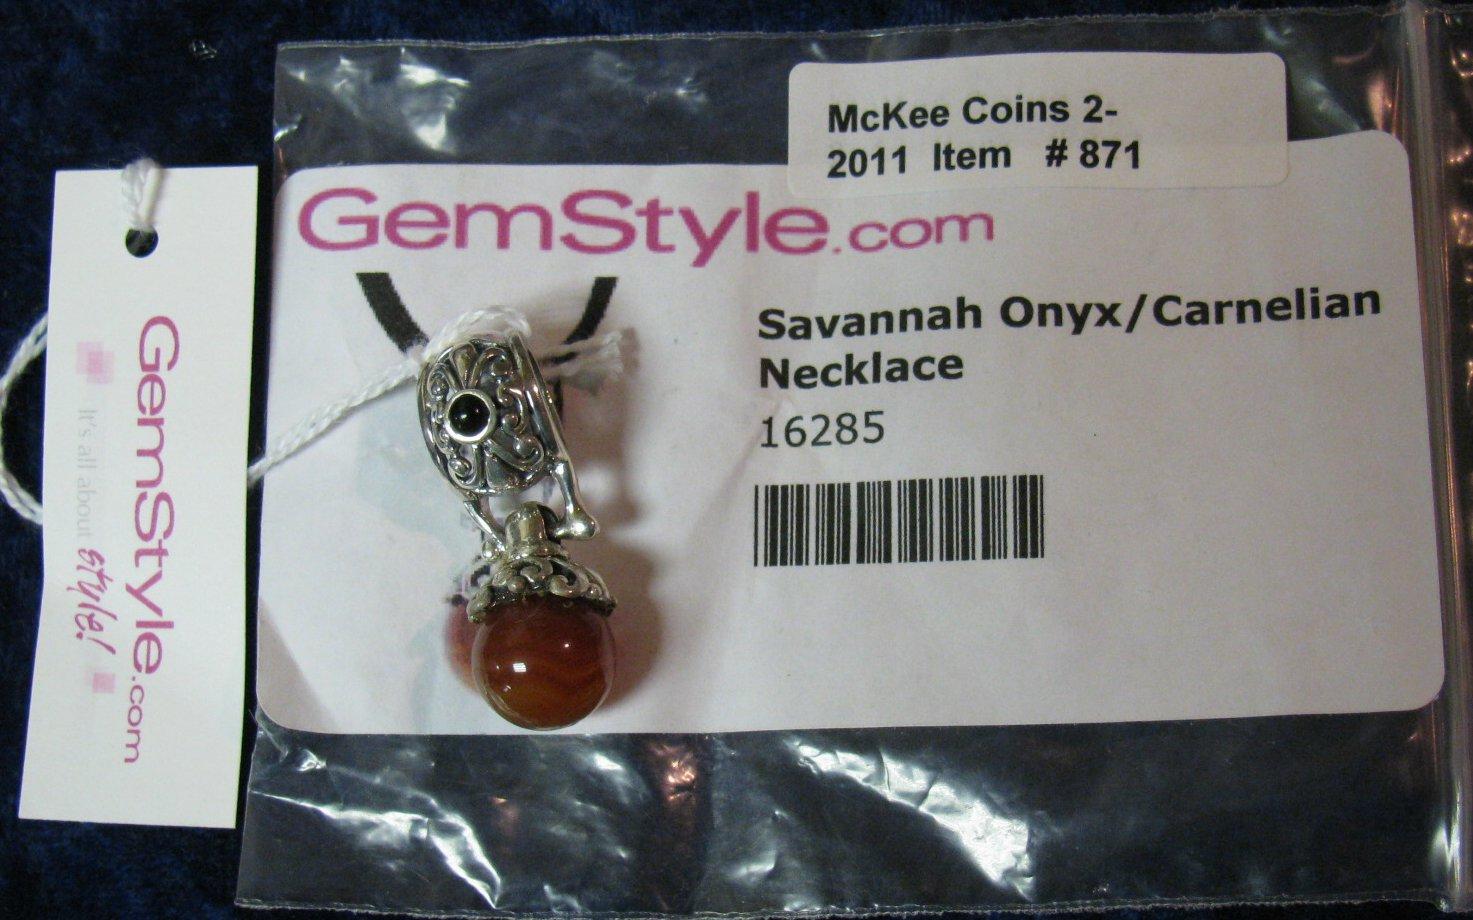 McKee Coins 2-
2011 Item # 871
GemStyle.com
Savannah Onyx/Carnelian
Necklace
16285
GemStyle.com
It's all about style!